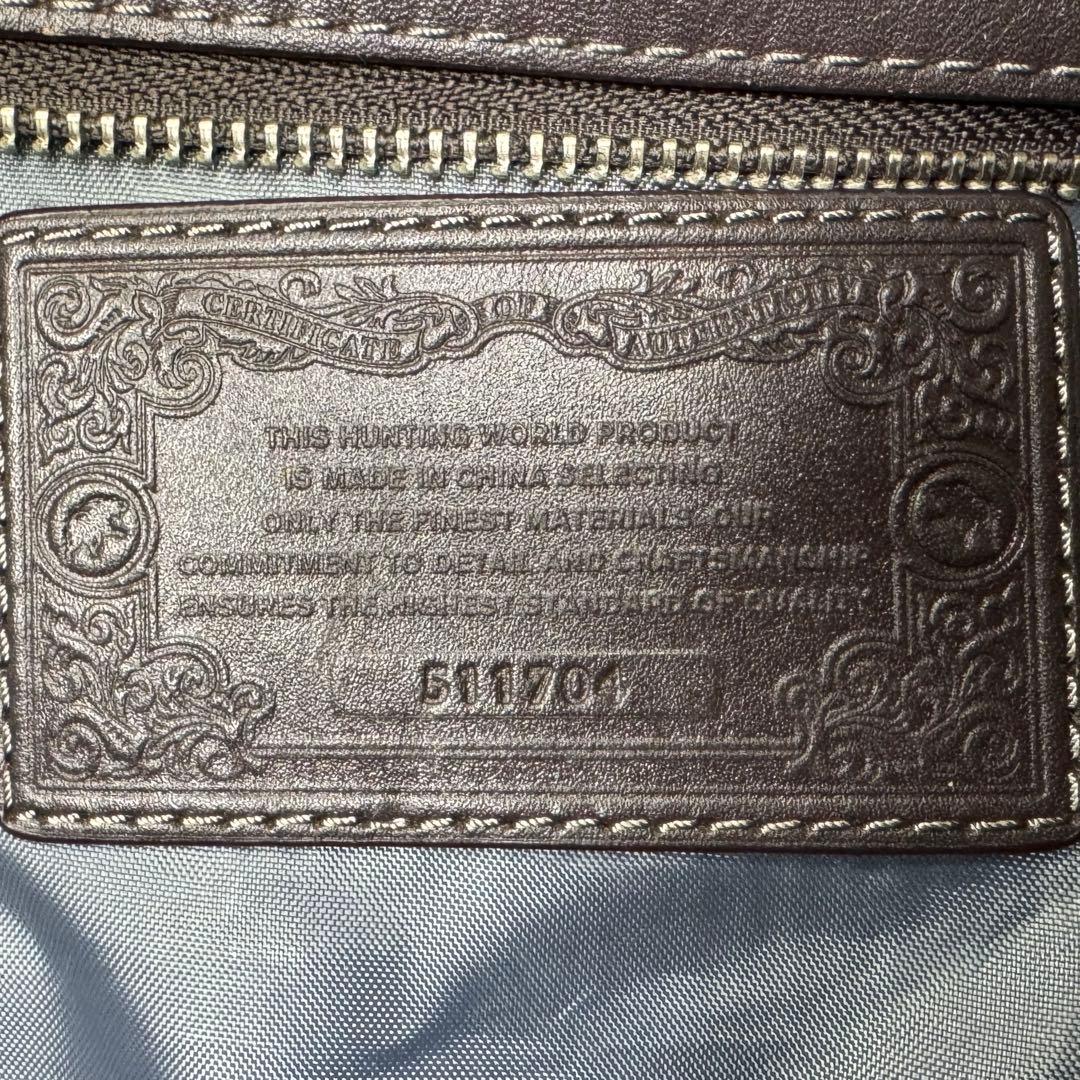 CERTIFICATE OF AUTHENTICITY
THIS HUNTING WORLD PRODUCT
IS MADE IN CHINA SELECTING
ONLY THE FINEST MATERIALS. OUR
COMMITMENT TO DETAIL AND CRAFTSMANSHIP
ENSURES THE HIGHEST STANDARD OF QUALITY.
511704